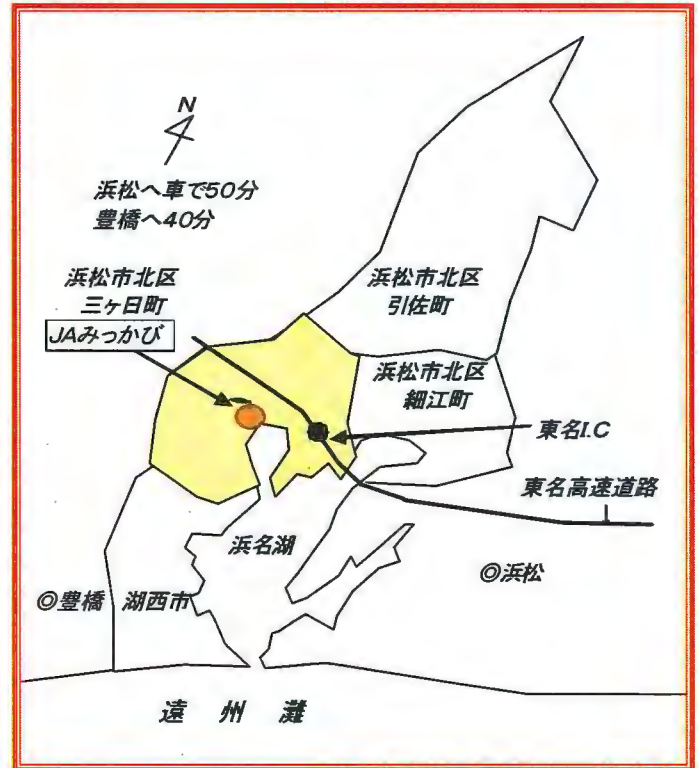 N
浜松へ車で50分
豊橋へ40分
浜松市北区
三ヶ日町
JAみっかび
浜松市北区
引佐町
浜松市北区
細江町
東名I.C
東名高速道路
浜名湖
◎浜松
◎豊橋
湖西市
遠州灘